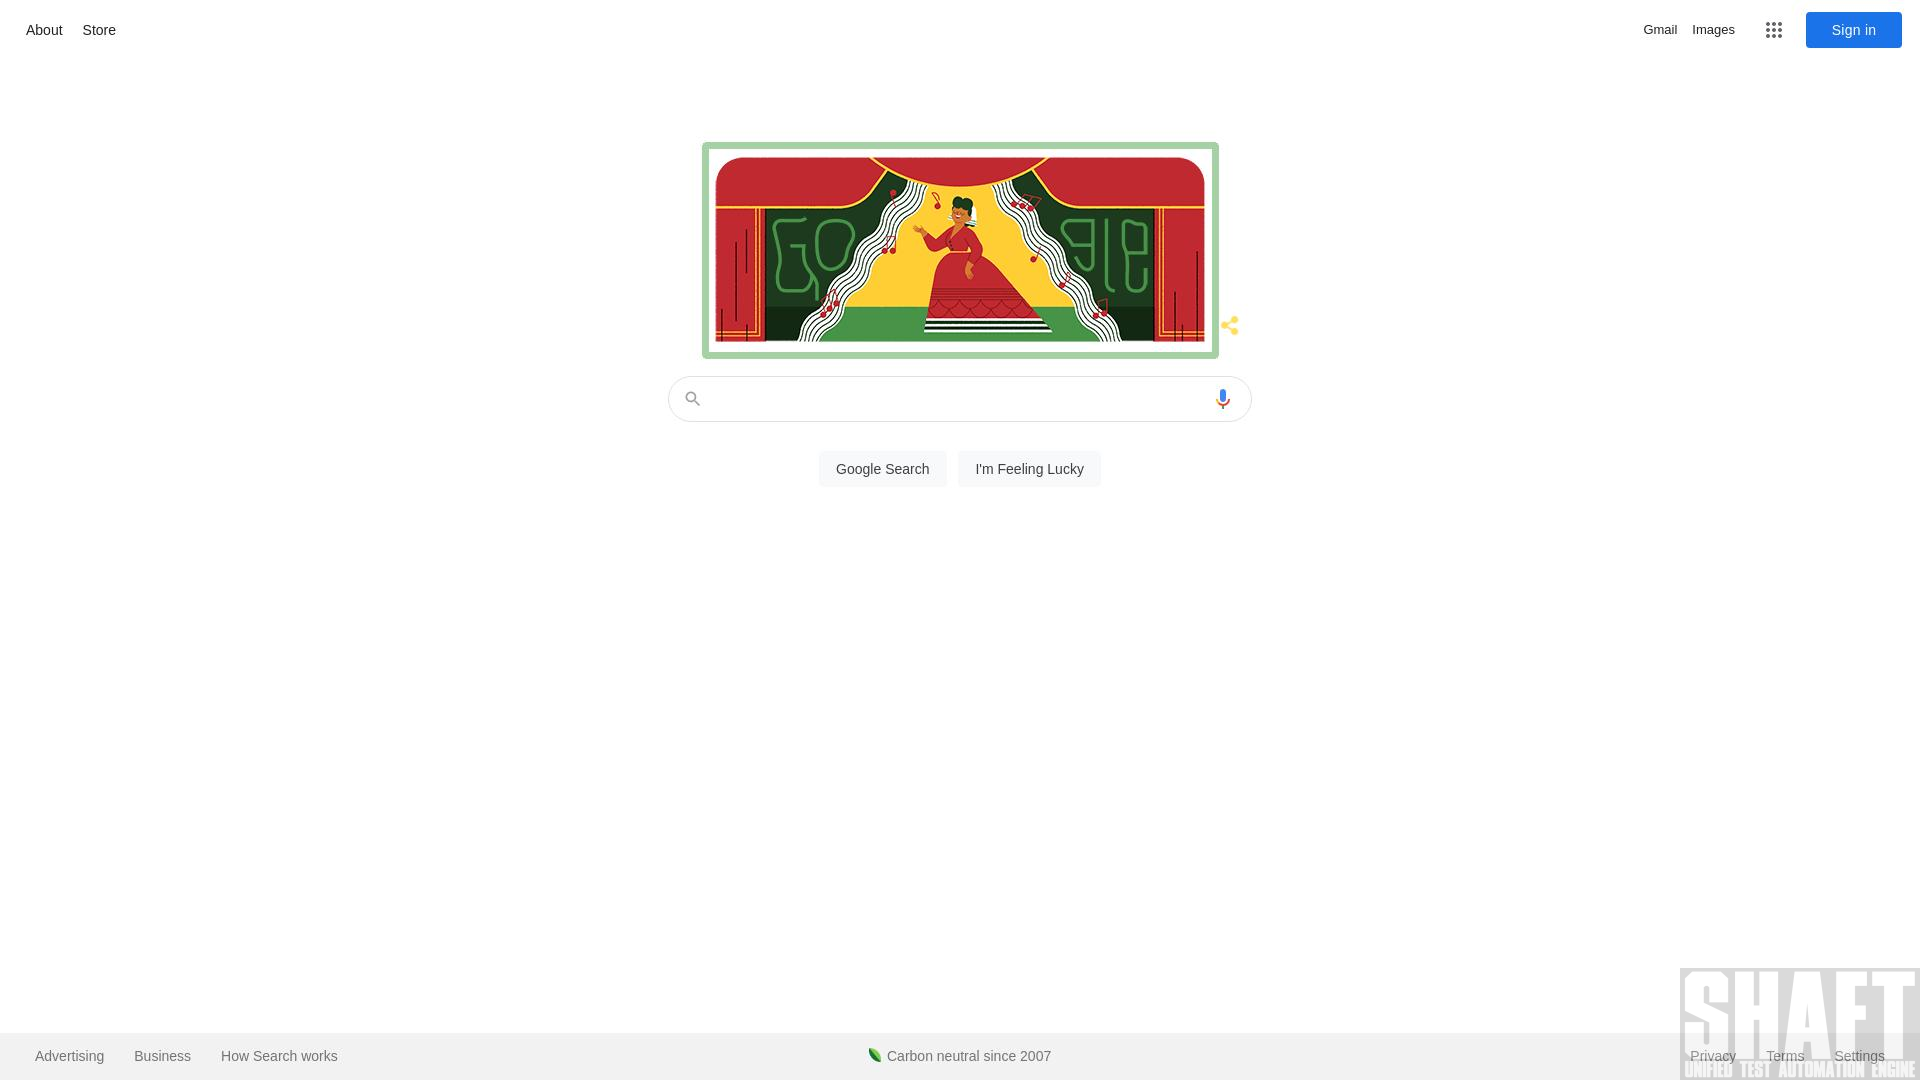 About Store Gmail Images Sign in
Google
Google Search I'm Feeling Lucky
Advertising Business How Search works Carbon neutral since 2007 Privacy Terms Settings
SHAFT
UNIFIED TEST AUTOMATION ENGINE